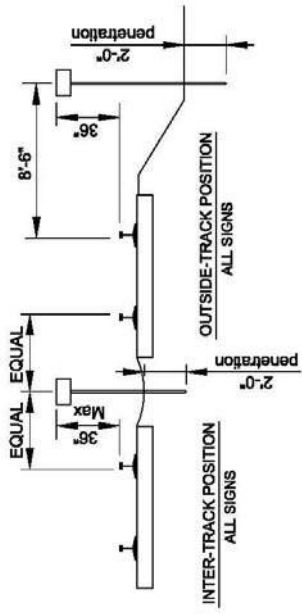 EQUAL
EQUAL
36"
Max
2'-0"
penetration
INTER-TRACK POSITION
ALL SIGNS
8'-6"
36"
2'-0"
penetration
OUTSIDE-TRACK POSITION
ALL SIGNS